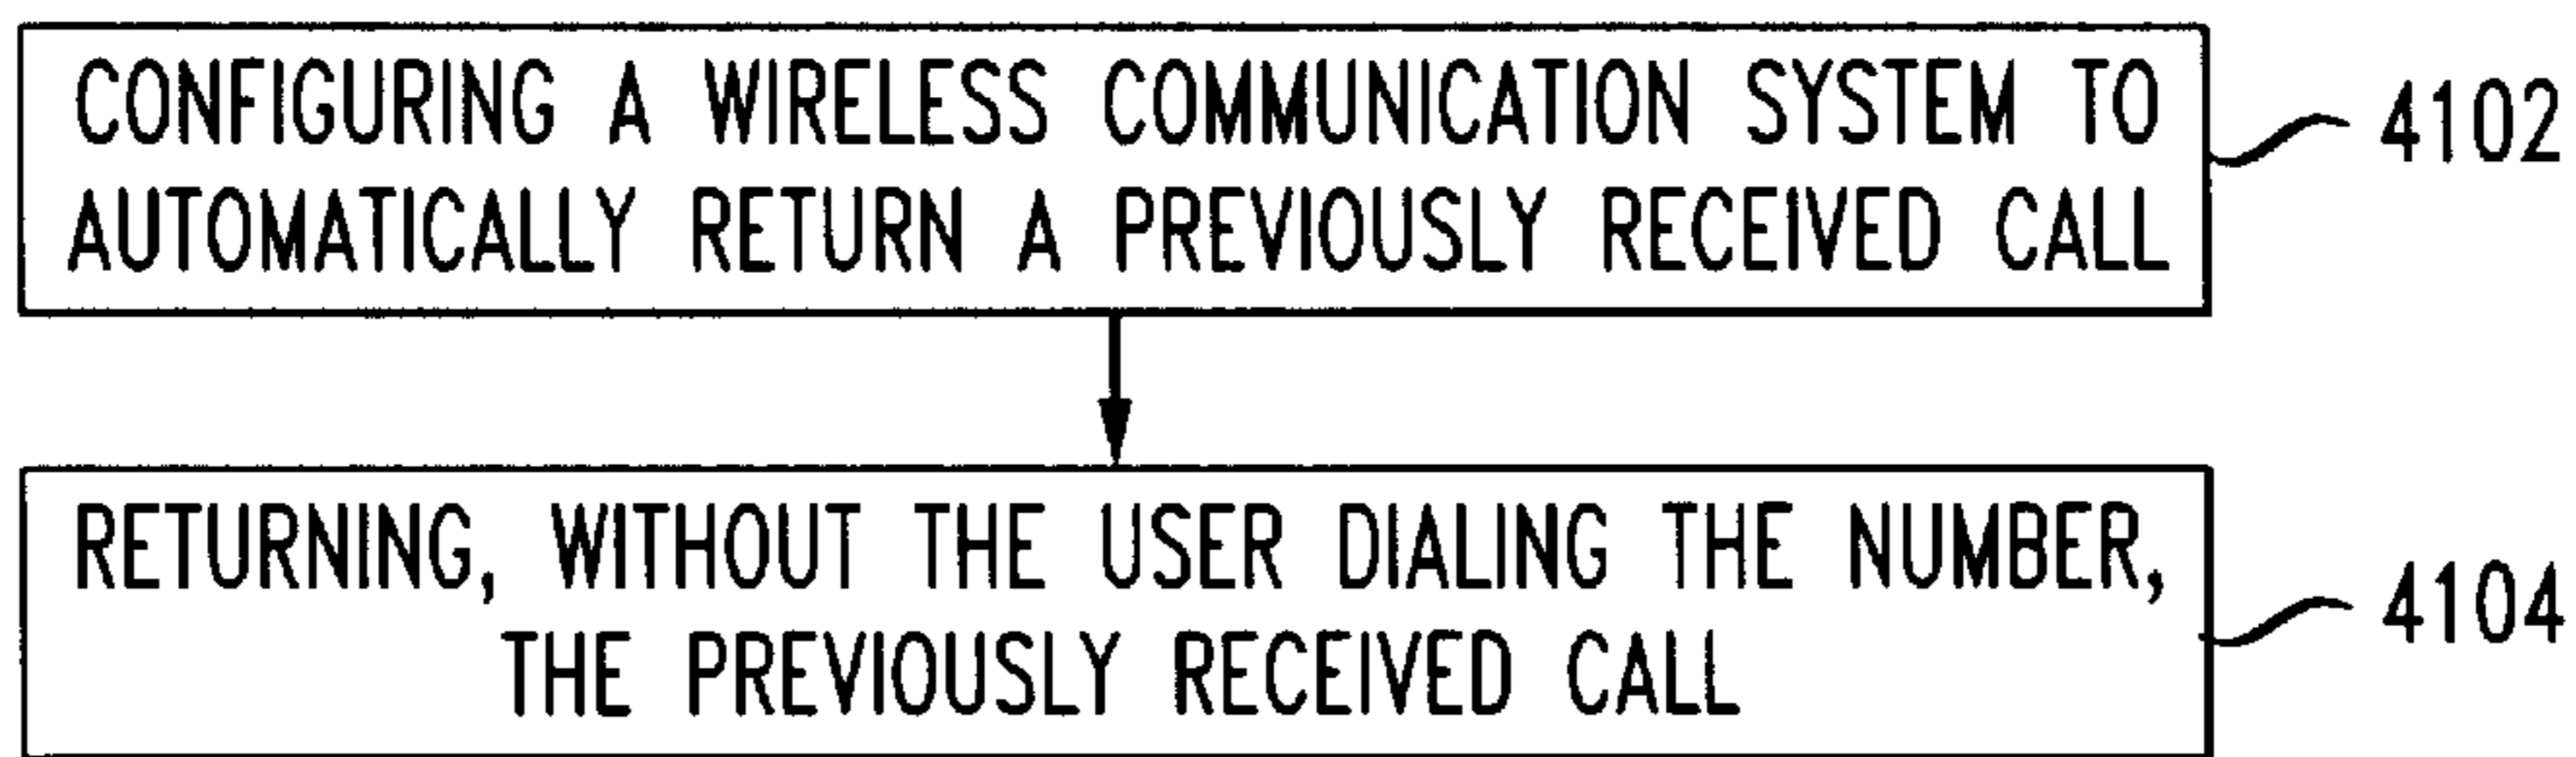 CONFIGURING A WIRELESS COMMUNICATION SYSTEM TO
AUTOMATICALLY RETURN A PREVIOUSLY RECEIVED CALL
4102
RETURNING, WITHOUT THE USER DIALING THE NUMBER,
THE PREVIOUSLY RECEIVED CALL
4104